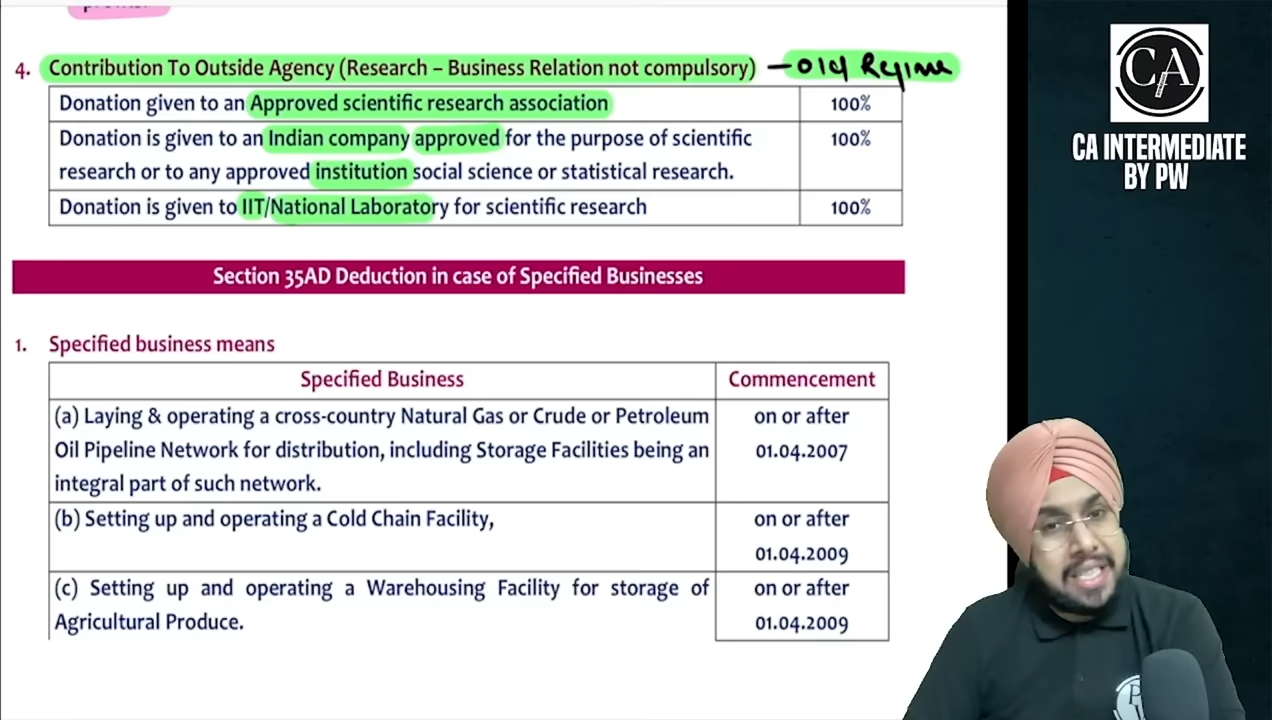 4. Contribution To Outside Agency (Research – Business Relation not compulsory) – Old Regime
Donation given to an Approved scientific research association 100%
Donation is given to an Indian company approved for the purpose of scientific 100%
research or to any approved institution social science or statistical research.
Donation is given to IIT/National Laboratory for scientific research 100%
Section 35AD Deduction in case of Specified Businesses
1. Specified business means
Specified Business Commencement
(a) Laying & operating a cross-country Natural Gas or Crude or Petroleum on or after
Oil Pipeline Network for distribution, including Storage Facilities being an 01.04.2007
integral part of such network.
(b) Setting up and operating a Cold Chain Facility, on or after
01.04.2009
(c) Setting up and operating a Warehousing Facility for storage of on or after
Agricultural Produce. 01.04.2009
CA
CA INTERMEDIATE
BY PW